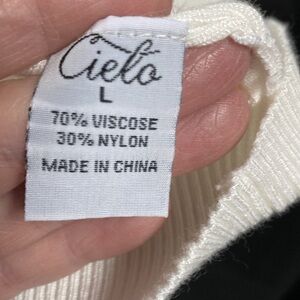 Cielo
L
70% VISCOSE
30% NYLON
MADE IN CHINA